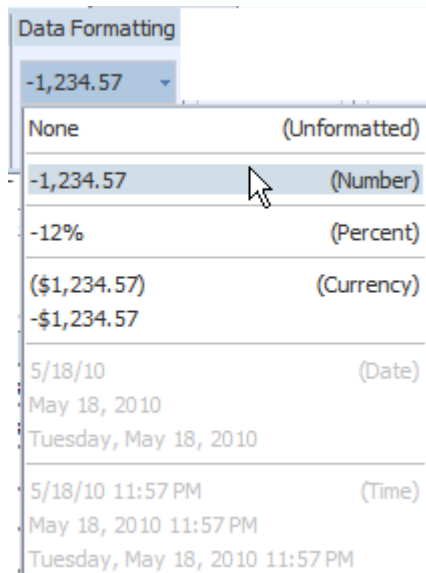 Data Formatting
-1,234.57
None (Unformatted)
-1,234.57 (Number)
-12% (Percent)
($1,234.57) (Currency)
-$1,234.57
5/18/10 (Date)
May 18, 2010
Tuesday, May 18, 2010
5/18/10 11:57 PM (Time)
May 18, 2010 11:57 PM
Tuesday, May 18, 2010 11:57 PM